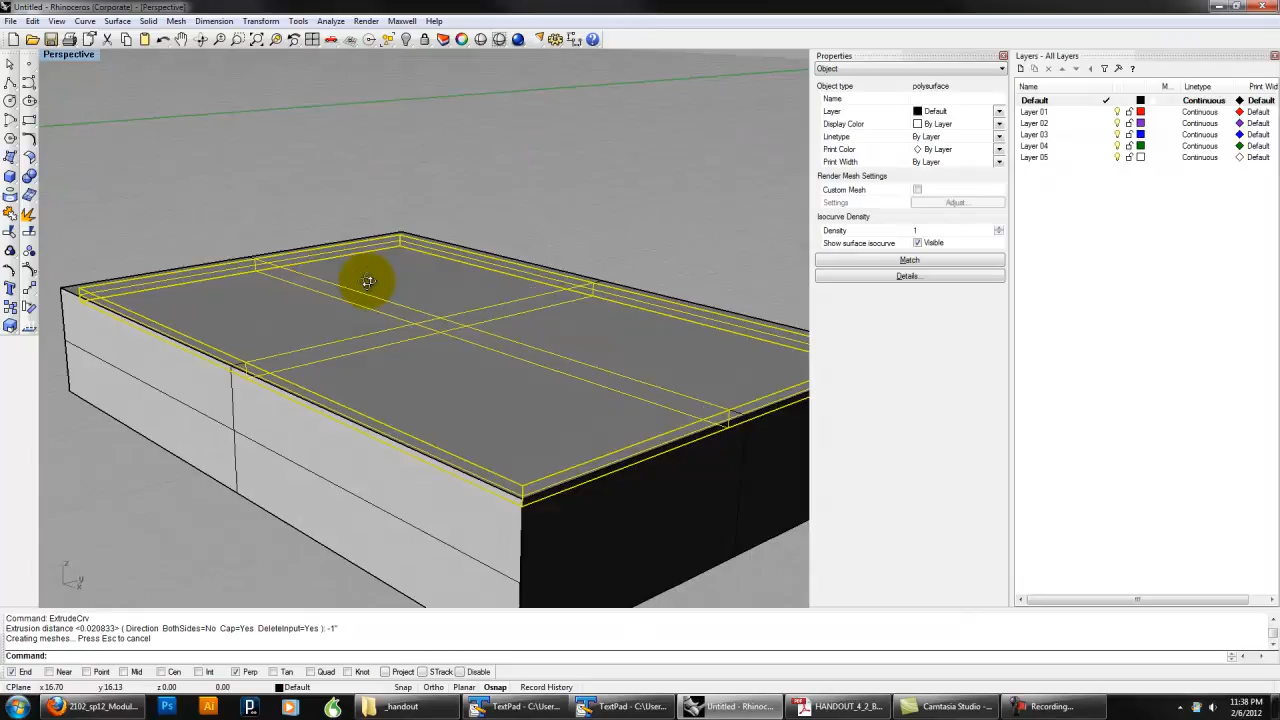 Untitled - Rhinoceros (Corporate) - [Perspective]
File Edit View Curve Surface Solid Mesh Dimension Transform Tools Analyze Render Maxwell Help
Perspective
Properties
Object
Object type polysurface
Name
Layer Default
Display Color By Layer
Linetype By Layer
Print Color By Layer
Print Width By Layer
Render Mesh Settings
Custom Mesh
Settings Adjust...
Isocurve Density
Density 1
Show surface isocurve Visible
Match
Details...
Layers - All Layers
Name M... Linetype Print Wid
Default Continuous Default
Layer 01 Continuous Default
Layer 02 Continuous Default
Layer 03 Continuous Default
Layer 04 Continuous Default
Layer 05 Continuous Default
z
y
x
Command: ExtrudeCrv
Extrusion distance <0.020833> ( Direction BothSides=No Cap=Yes DeleteInput=Yes ): -1"
Creating meshes... Press Esc to cancel
Command:
End Near Point Mid Cen Int Perp Tan Quad Knot Project STrack Disable
CPlane x 16.70 y 16.13 z 0.00 0.00 Default Snap Ortho Planar Osnap Record History
2102_sp12_Modul... Ps Ai _handout TextPad - C:\User... TextPad - C:\Use... Untitled - Rhinoc... HANDOUT_4_2_B... Camtasia Studio -... Recording...
11:38 PM
2/6/2012